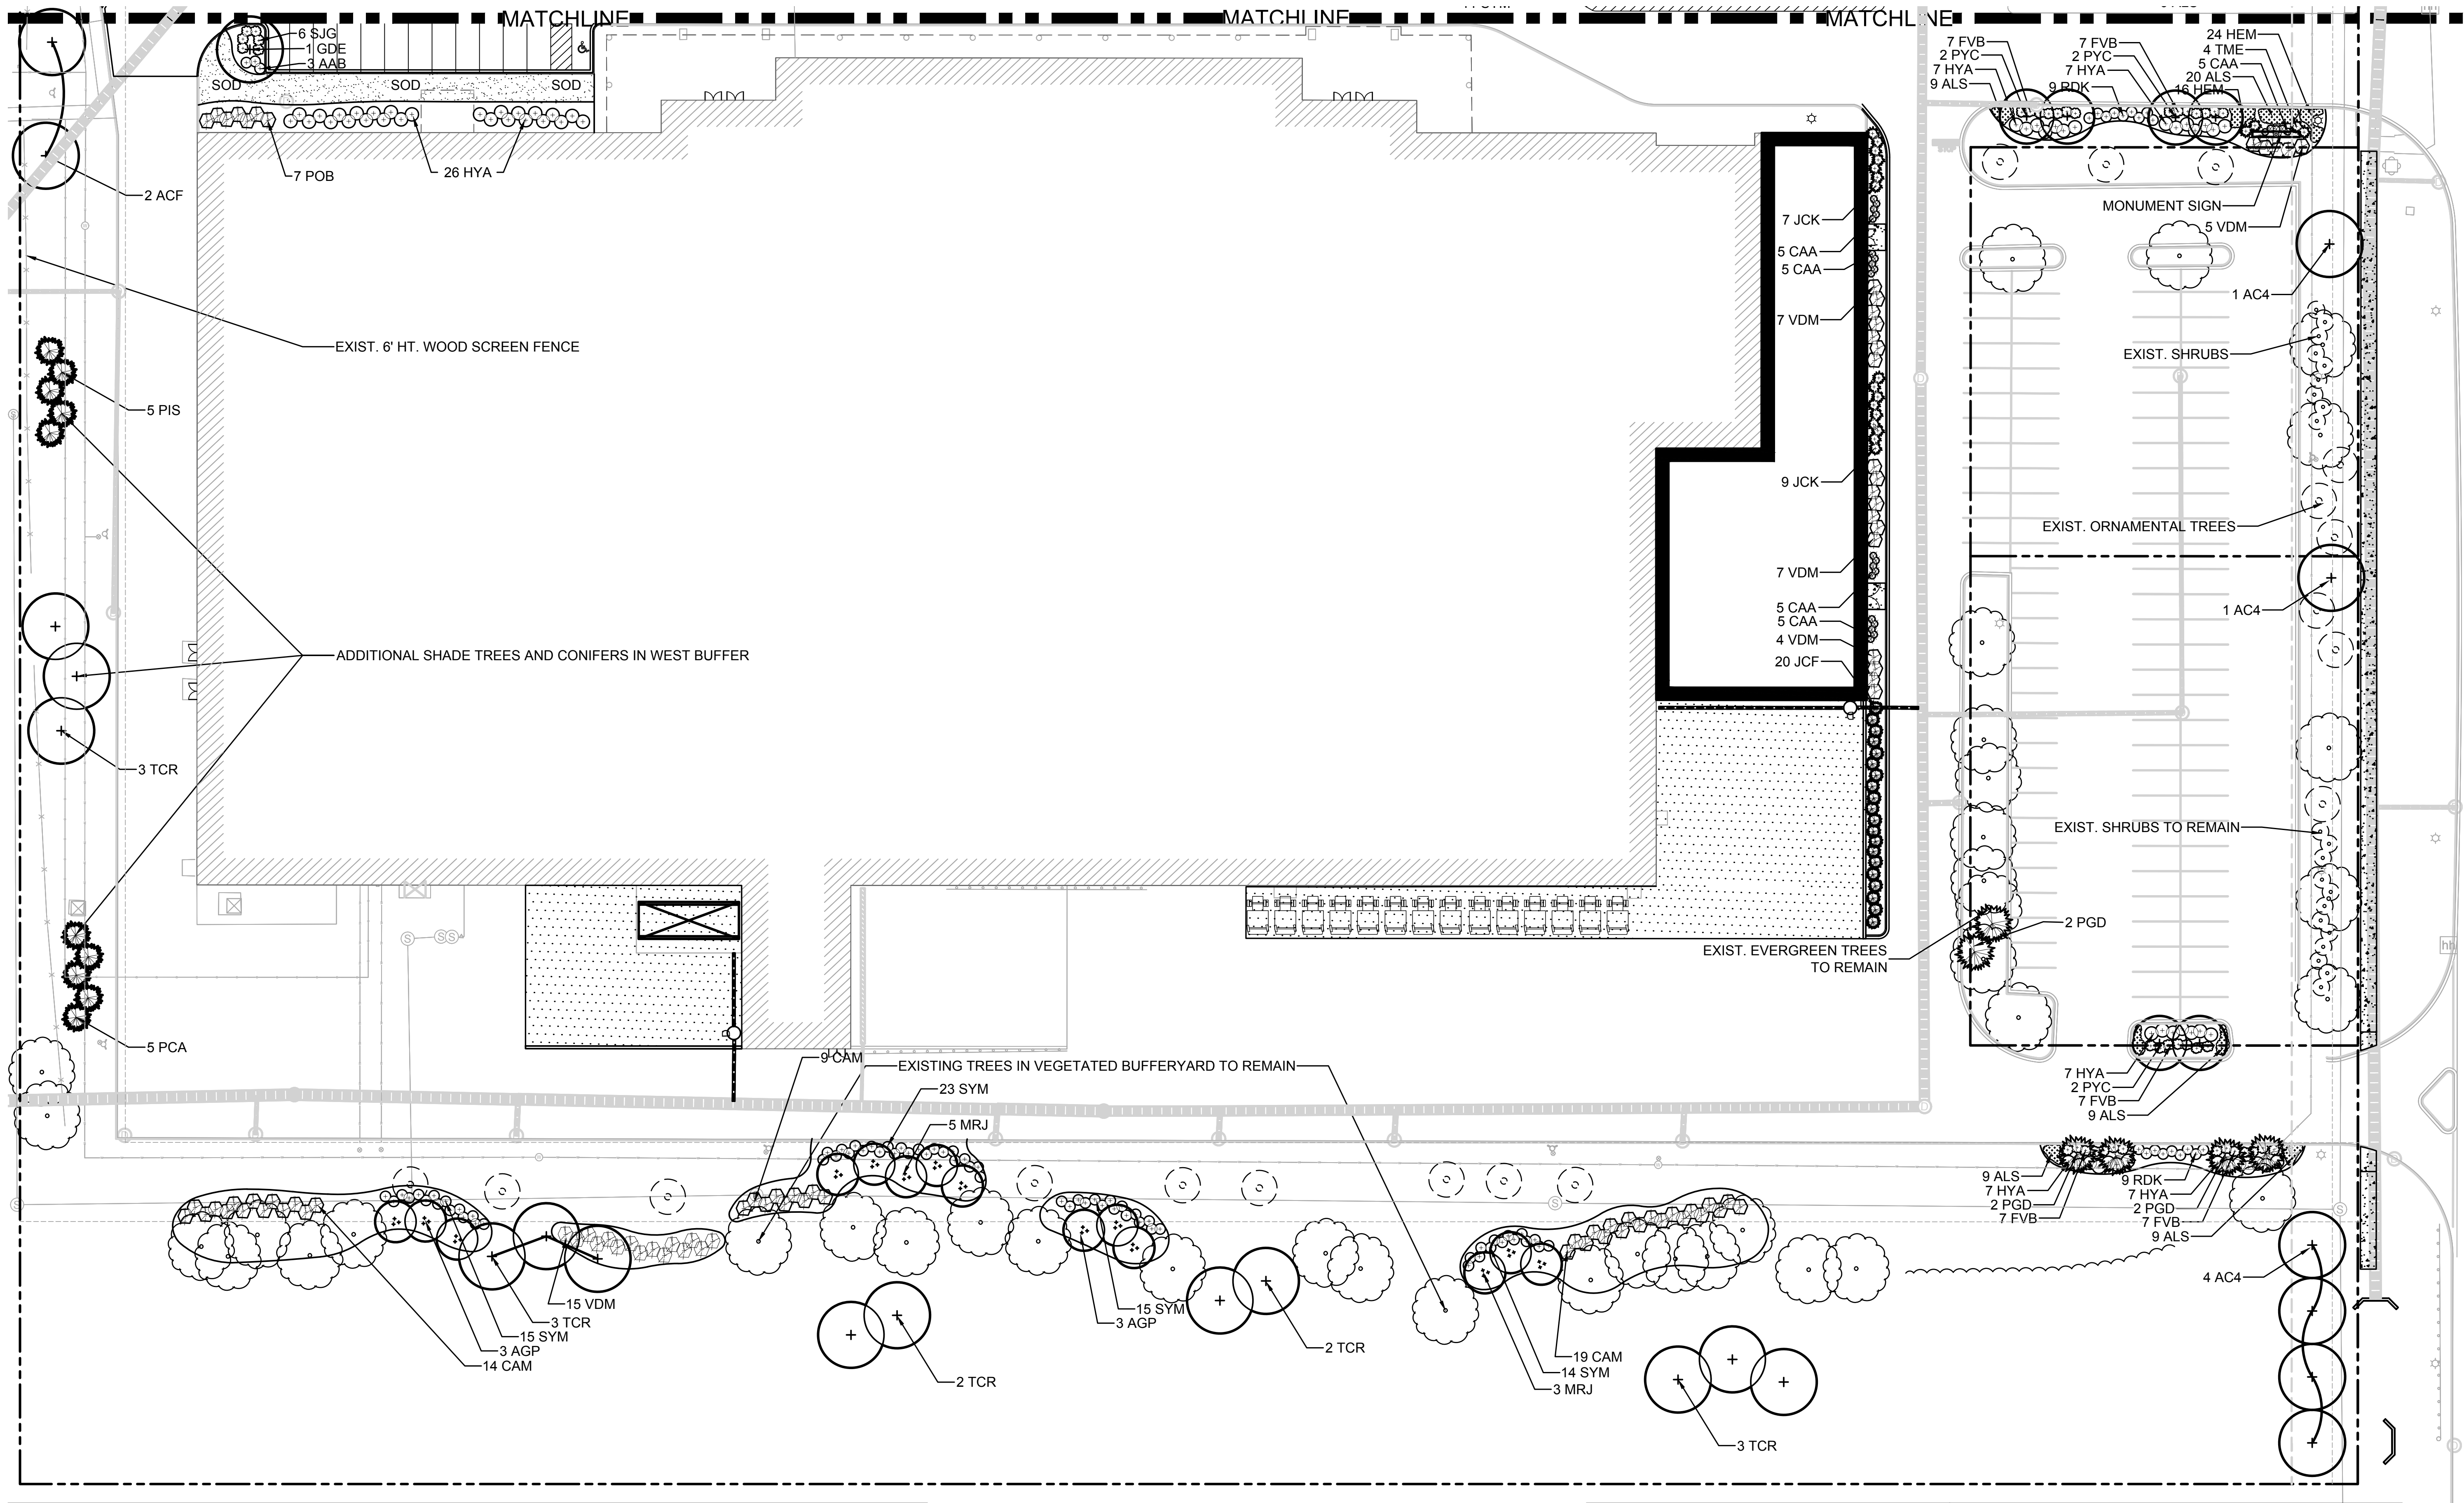 MATCHLINE
MATCHLINE
MATCHLINE
6 SJG
1 GDE
3 AAB
SOD
SOD
SOD
7 POB
26 HYA
2 ACF
EXIST. 6' HT. WOOD SCREEN FENCE
5 PIS
ADDITIONAL SHADE TREES AND CONIFERS IN WEST BUFFER
3 TCR
5 PCA
7 FVB
2 PYC
7 HYA
9 ALS
9 RDK
7 FVB
2 PYC
7 HYA
24 HEM
4 TME
5 CAA
20 ALS
16 HEM
MONUMENT SIGN
5 VDM
7 JCK
5 CAA
5 CAA
7 VDM
9 JCK
7 VDM
5 CAA
5 CAA
4 VDM
20 JCF
1 AC4
EXIST. SHRUBS
EXIST. ORNAMENTAL TREES
1 AC4
EXIST. SHRUBS TO REMAIN
2 PGD
EXIST. EVERGREEN TREES
TO REMAIN
7 HYA
2 PYC
7 FVB
9 ALS
9 CAM
EXISTING TREES IN VEGETATED BUFFERYARD TO REMAIN
23 SYM
5 MRJ
9 ALS
7 HYA
2 PGD
7 FVB
9 RDK
7 HYA
2 PGD
7 FVB
9 ALS
4 AC4
15 VDM
3 TCR
15 SYM
3 AGP
14 CAM
2 TCR
15 SYM
3 AGP
2 TCR
19 CAM
14 SYM
3 MRJ
3 TCR
hh